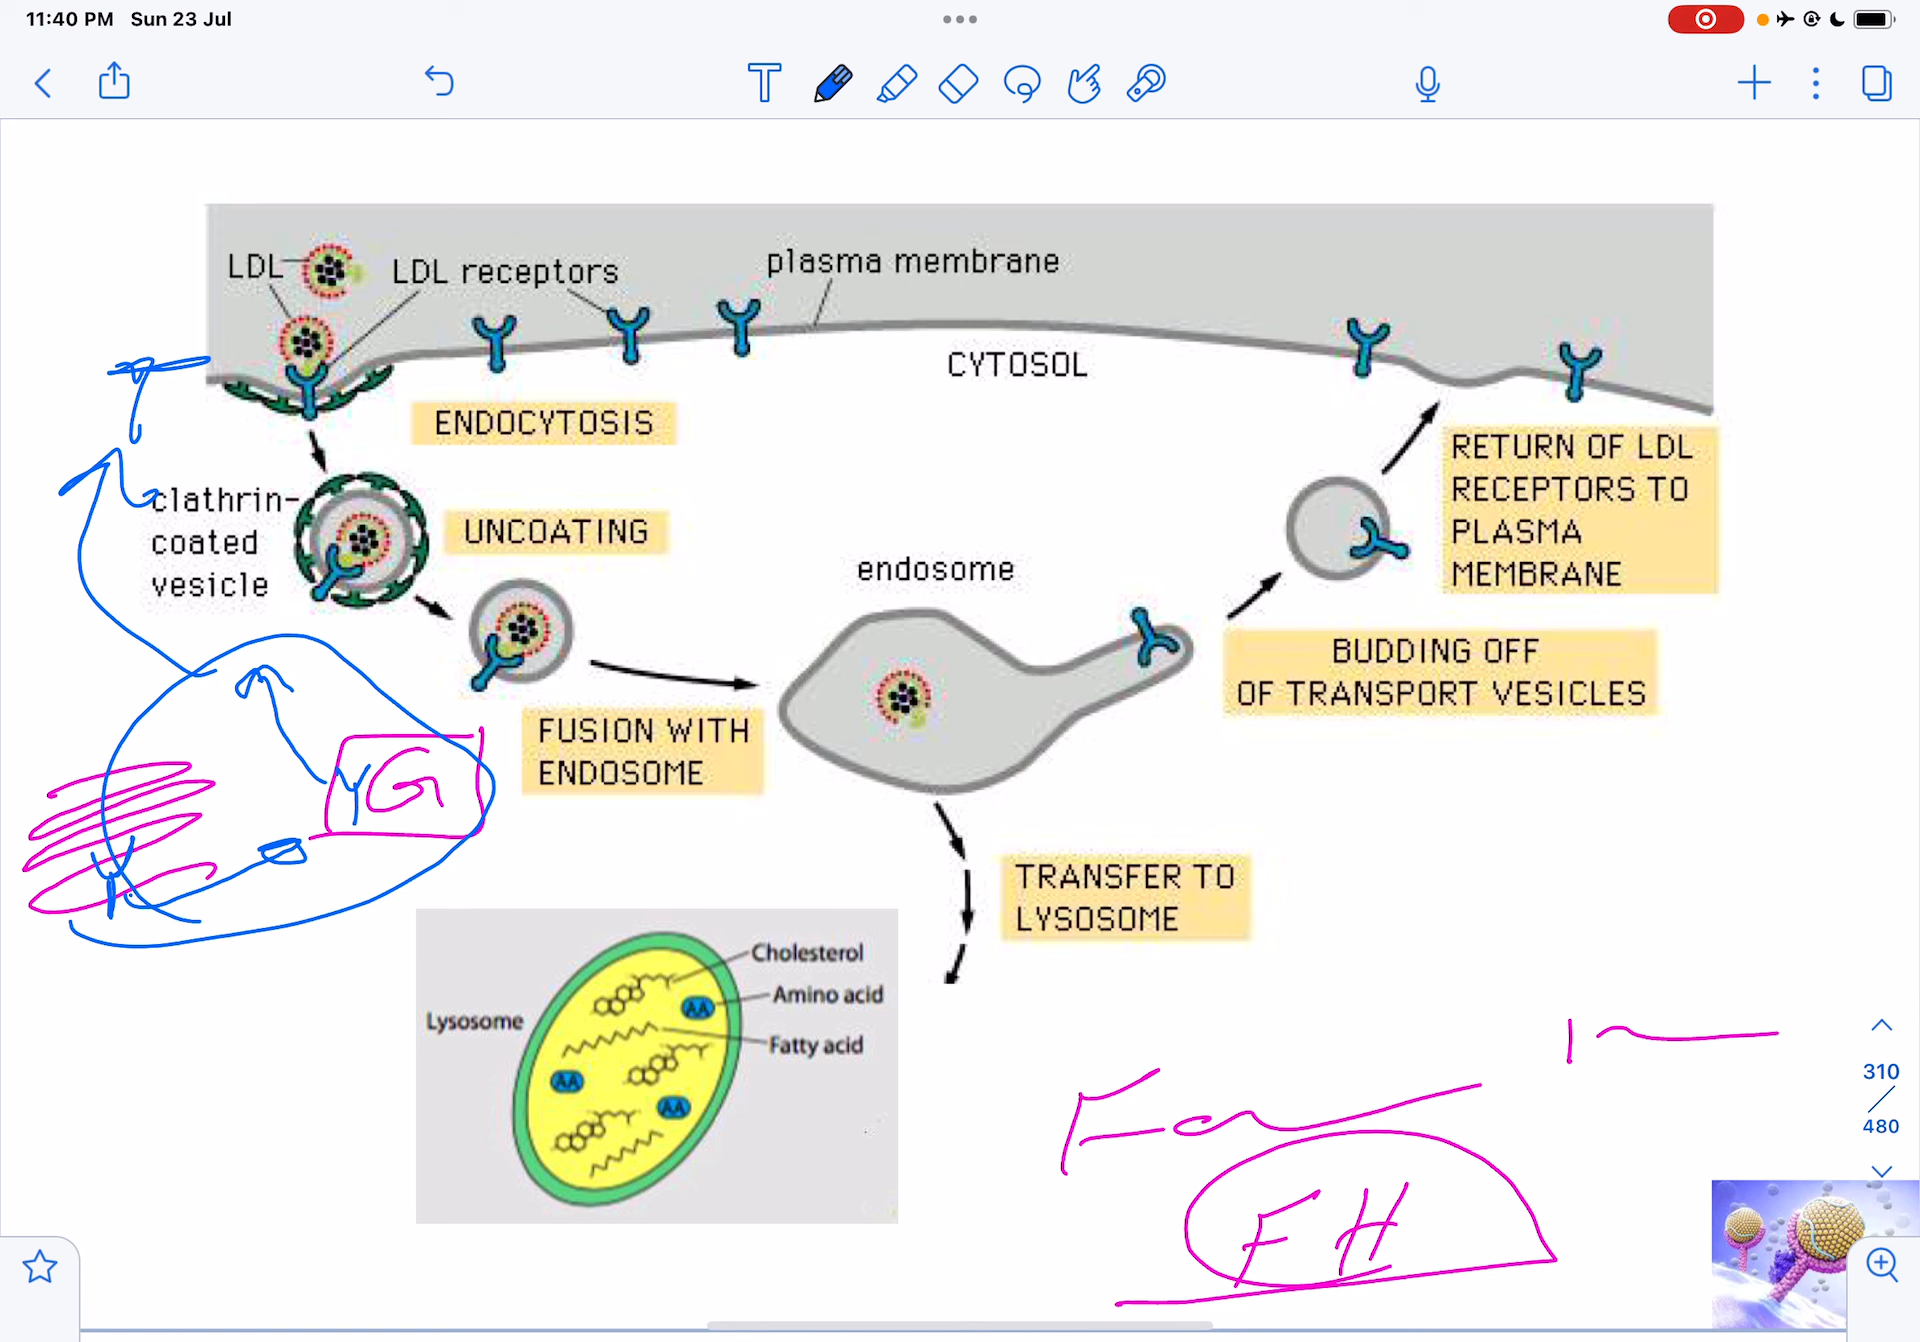 11:40 PM Sun 23 Jul
T
LDL
LDL receptors
plasma membrane
CYTOSOL
ENDOCYTOSIS
clathrin-
coated
vesicle
UNCOATING
endosome
RETURN OF LDL
RECEPTORS TO
PLASMA
MEMBRANE
BUDDING OFF
OF TRANSPORT VESICLES
FUSION WITH
ENDOSOME
G
TRANSFER TO
LYSOSOME
Lysosome
Cholesterol
Amino acid
Fatty acid
AA
AA
AA
310
480
FH